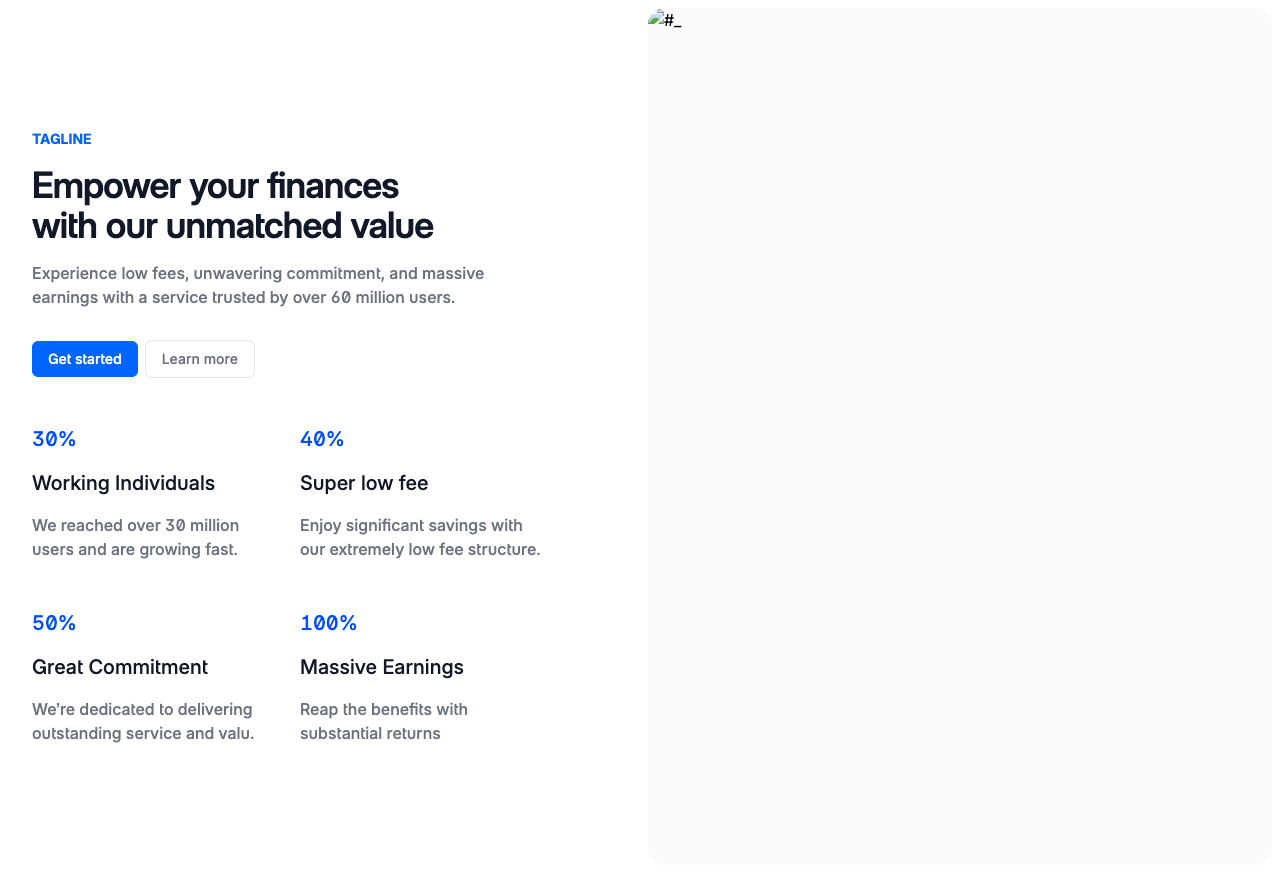 TAGLINE
Empower your finances
with our unmatched value
Experience low fees, unwavering commitment, and massive
earnings with a service trusted by over 60 million users.
Get started
Learn more
30%
Working Individuals
We reached over 30 million
users and are growing fast.
40%
Super low fee
Enjoy significant savings with
our extremely low fee structure.
50%
Great Commitment
We're dedicated to delivering
outstanding service and valu.
100%
Massive Earnings
Reap the benefits with
substantial returns
#_